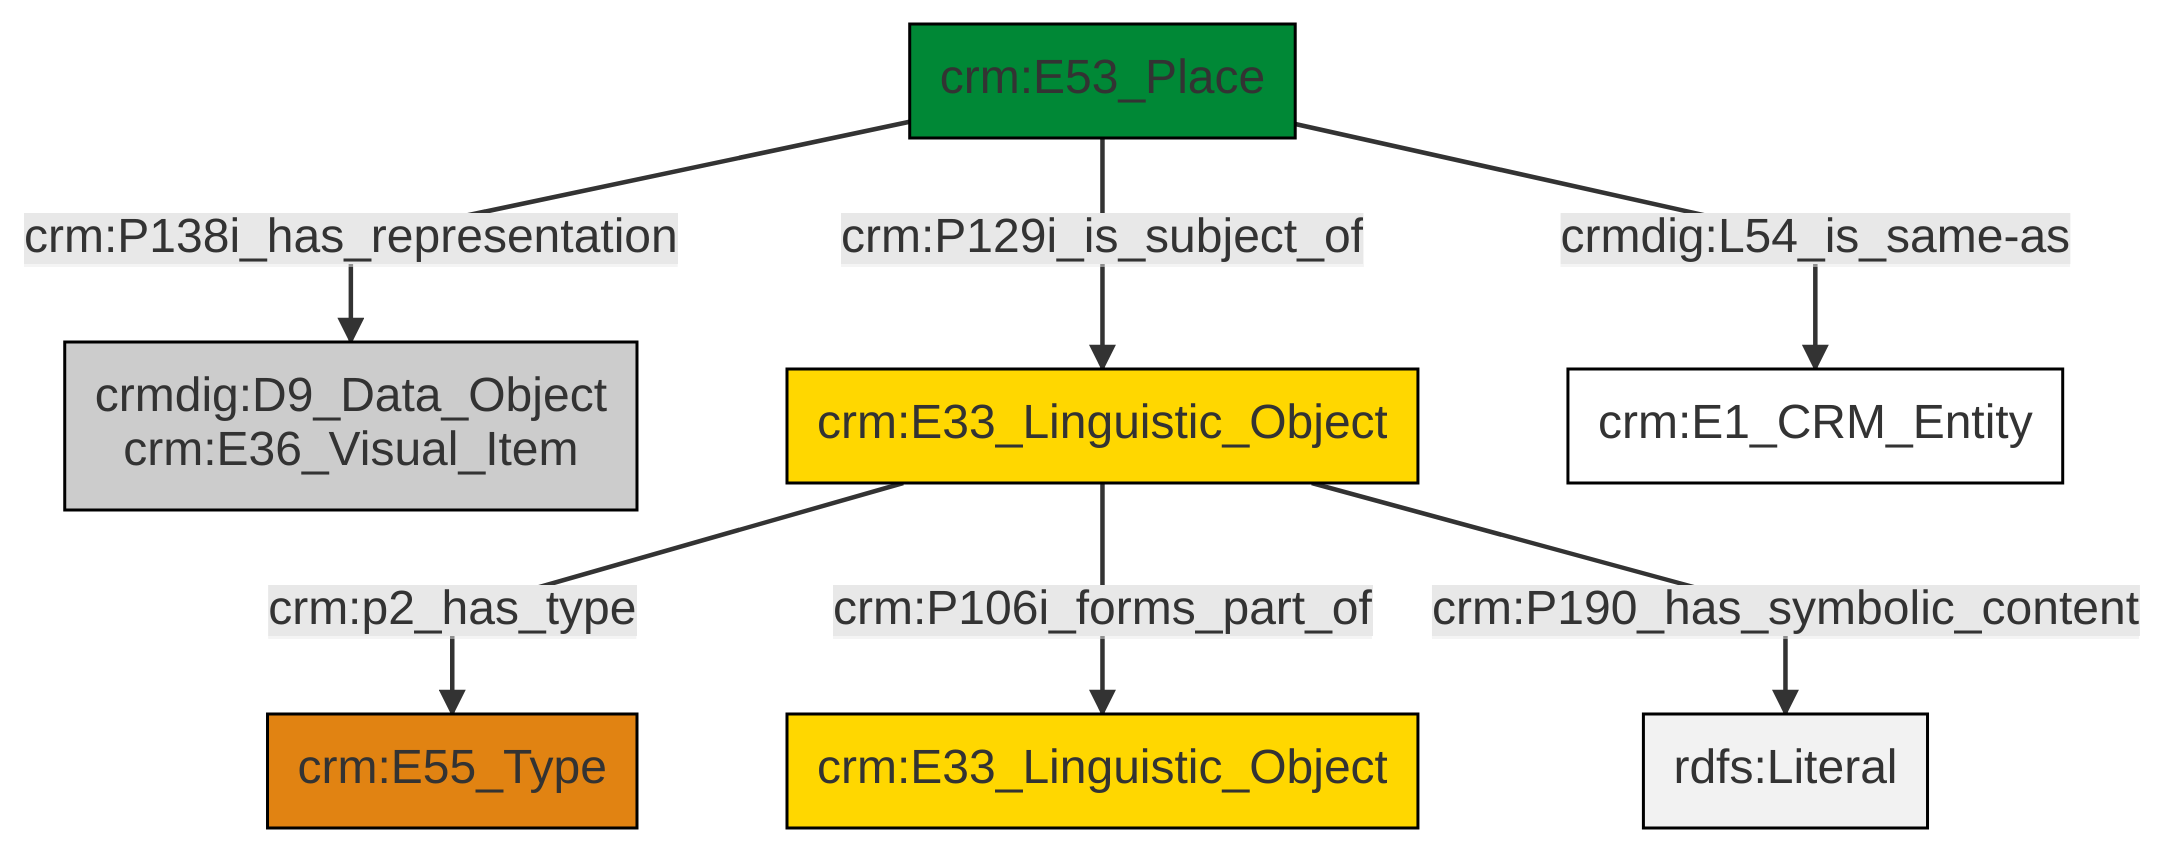 crm:E53_Place
crm:P138i_has_representation
crm:P129i_is_subject_of
crmdig:L54_is_same-as
crmdig:D9_Data_Object
crm:E36_Visual_Item
crm:E33_Linguistic_Object
crm:E1_CRM_Entity
crm:p2_has_type
crm:P106i_forms_part_of
crm:P190_has_symbolic_content
crm:E55_Type
crm:E33_Linguistic_Object
rdfs:Literal